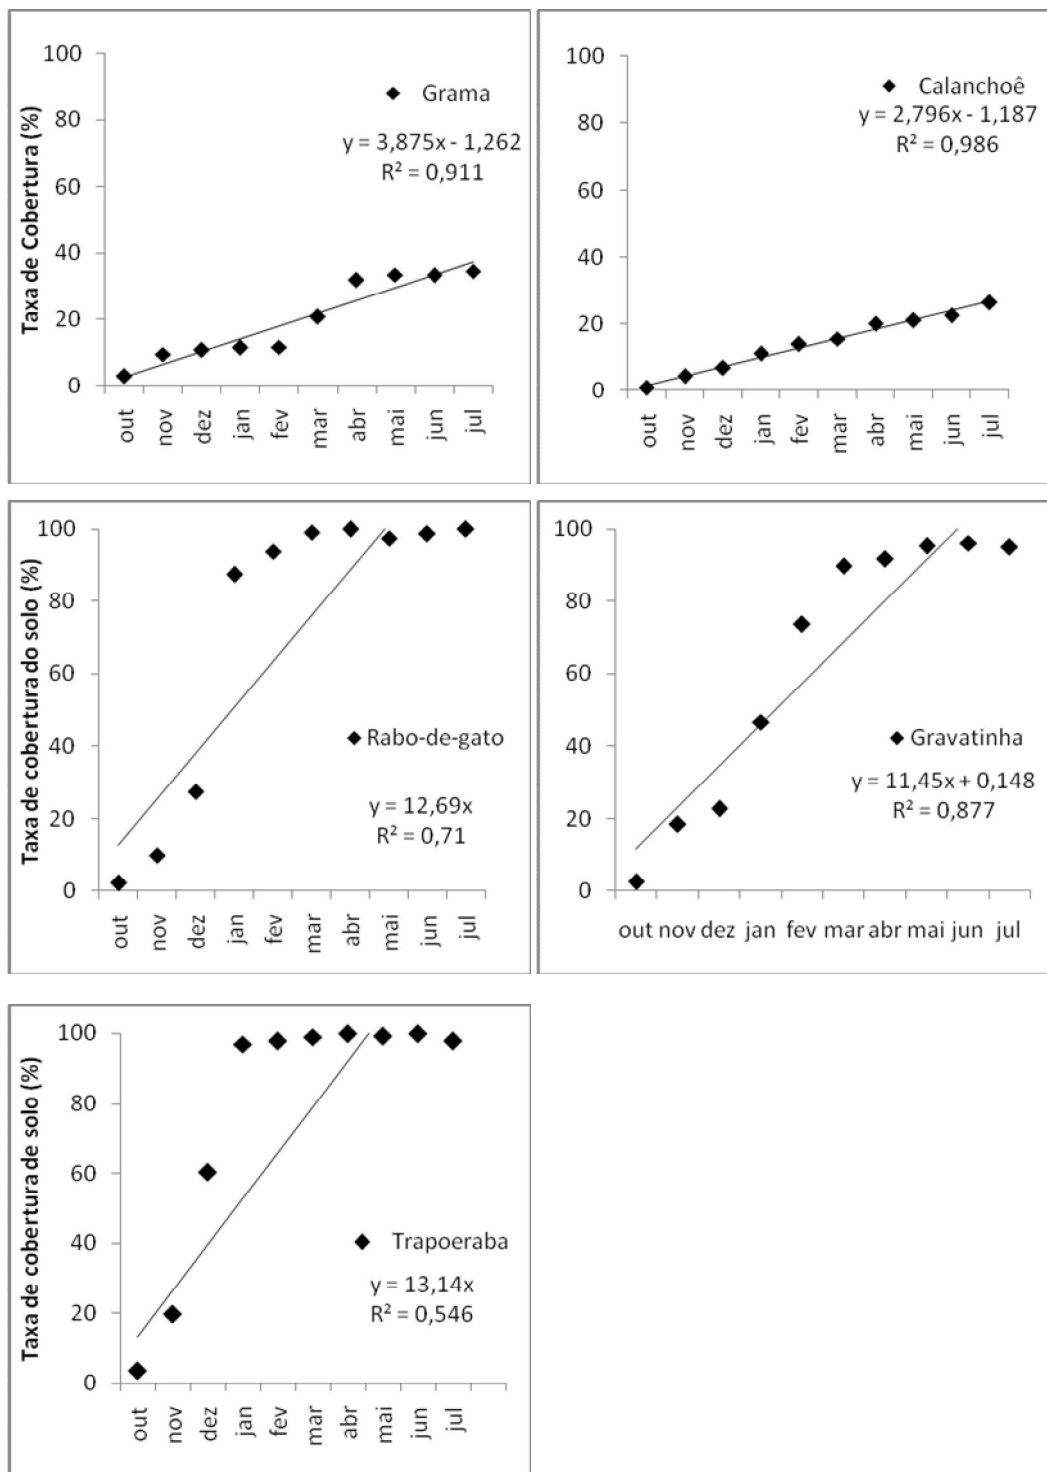 Taxa de Cobertura (%)
100
80
60
40
20
0
Grama
y = 3,875x - 1,262
R² = 0,911
out nov dez jan fev mar abr mai jun jul
100
80
60
40
20
0
Calanchoê
y = 2,796x - 1,187
R² = 0,986
out nov dez jan fev mar abr mai jun jul
Taxa de cobertura do solo (%)
100
80
60
40
20
0
Rabo-de-gato
y = 12,69x
R² = 0,71
out nov dez jan fev mar abr mai jun jul
100
80
60
40
20
0
Gravatinha
y = 11,45x + 0,148
R² = 0,877
out nov dez jan fev mar abr mai jun jul
Taxa de cobertura de solo (%)
100
80
60
40
20
0
Trapoeraba
y = 13,14x
R² = 0,546
out nov dez jan fev mar abr mai jun jul